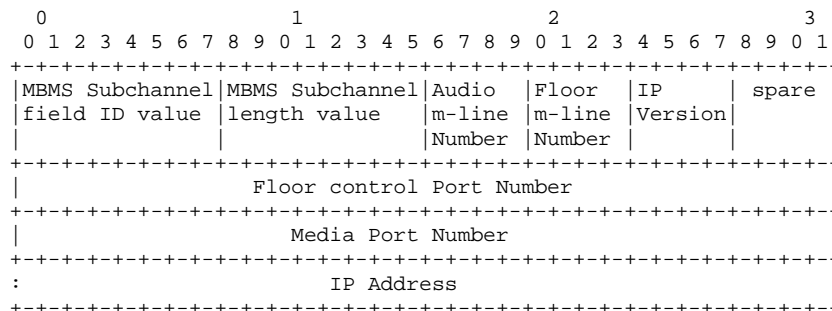 0                   1                   2                   3
 0 1 2 3 4 5 6 7 8 9 0 1 2 3 4 5 6 7 8 9 0 1 2 3 4 5 6 7 8 9 0 1
+-+-+-+-+-+-+-+-+-+-+-+-+-+-+-+-+-+-+-+-+-+-+-+-+-+-+-+-+-+-+-+-
|MBMS Subchannel|MBMS Subchannel|Audio  |Floor  |IP     | spare
|field ID value |length value   |m-line |m-line |Version|
|               |               |Number |Number |       |
+-+-+-+-+-+-+-+-+-+-+-+-+-+-+-+-+-+-+-+-+-+-+-+-+-+-+-+-+-+-+-+-
|                  Floor control Port Number
+-+-+-+-+-+-+-+-+-+-+-+-+-+-+-+-+-+-+-+-+-+-+-+-+-+-+-+-+-+-+-+-
|                     Media Port Number
+-+-+-+-+-+-+-+-+-+-+-+-+-+-+-+-+-+-+-+-+-+-+-+-+-+-+-+-+-+-+-+-
:                        IP Address
+-+-+-+-+-+-+-+-+-+-+-+-+-+-+-+-+-+-+-+-+-+-+-+-+-+-+-+-+-+-+-+-